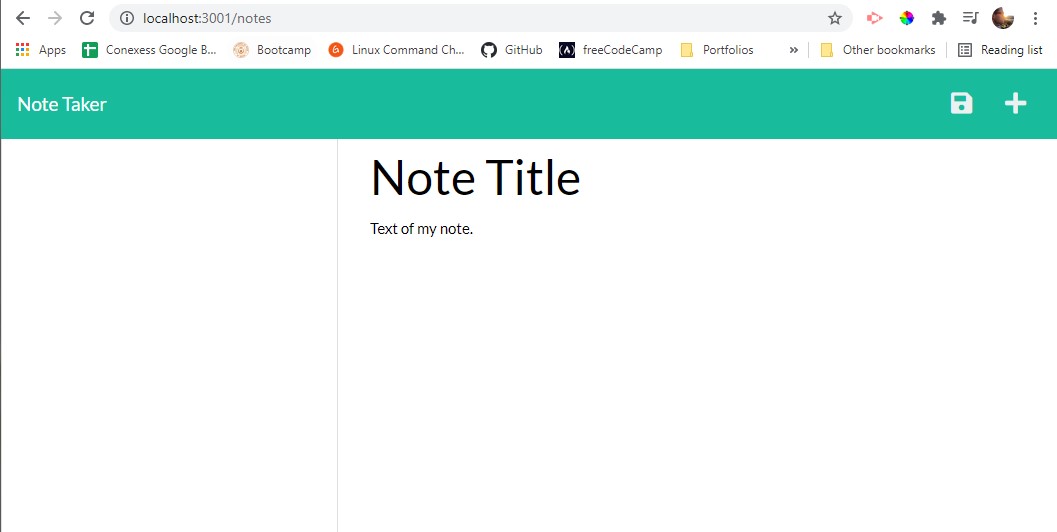 localhost:3001/notes
Apps Conexess Google B... Bootcamp Linux Command Ch... GitHub freeCodeCamp Portfolios » Other bookmarks Reading list
Note Taker
Note Title
Text of my note.